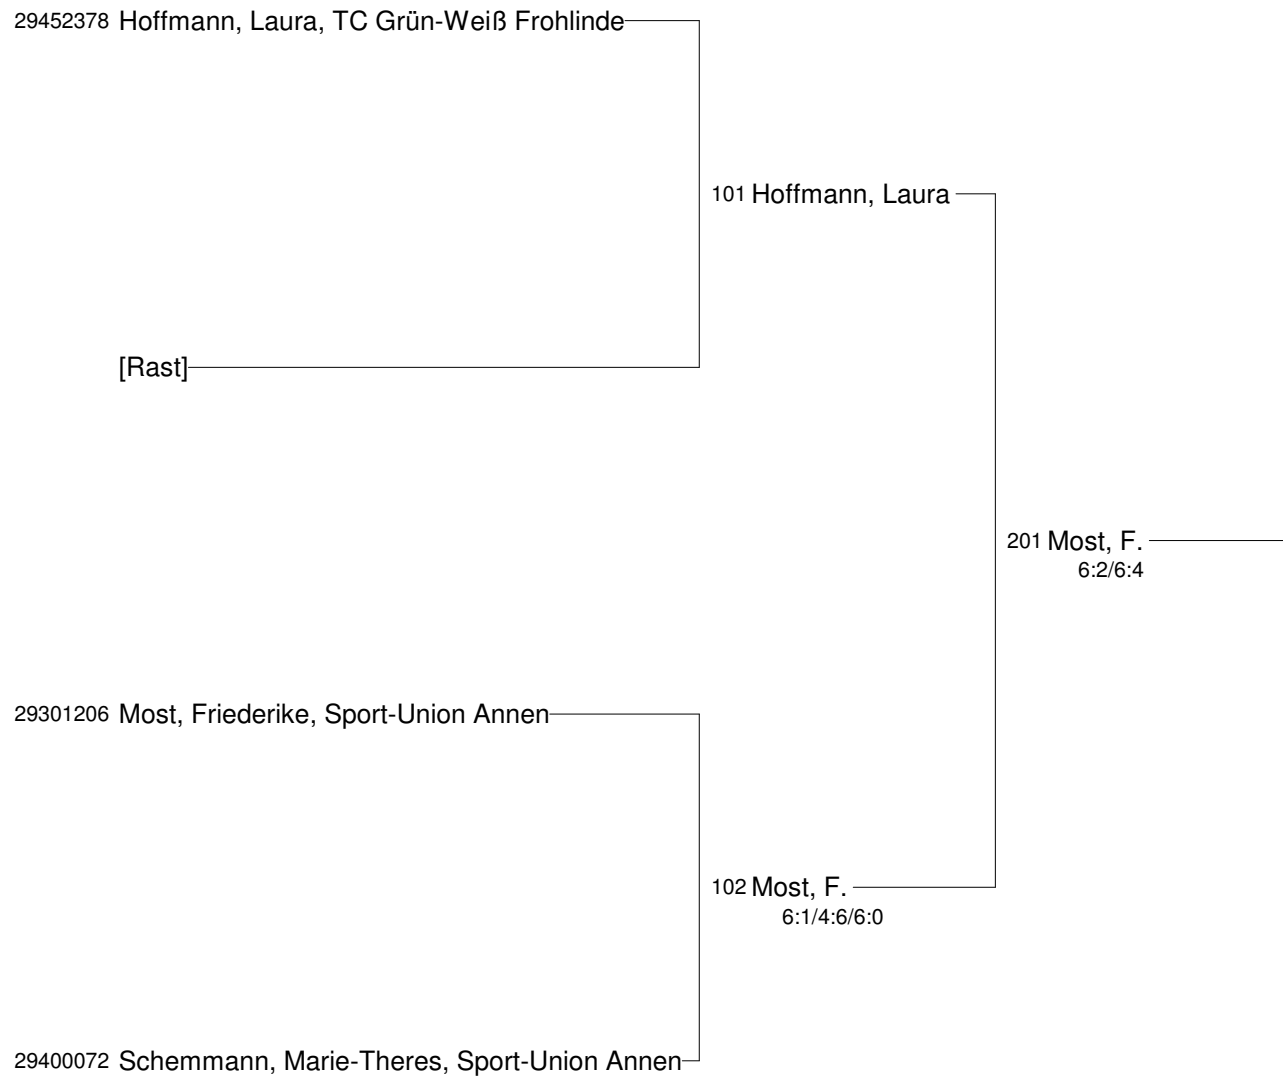 29452378 Hoffmann, Laura, TC Grün-Weiß Frohlinde
101 Hoffmann, Laura
[Rast]
201 Most, F.
6:2/6:4
29301206 Most, Friederike, Sport-Union Annen
102 Most, F.
6:1/4:6/6:0
29400072 Schemmann, Marie-Theres, Sport-Union Annen